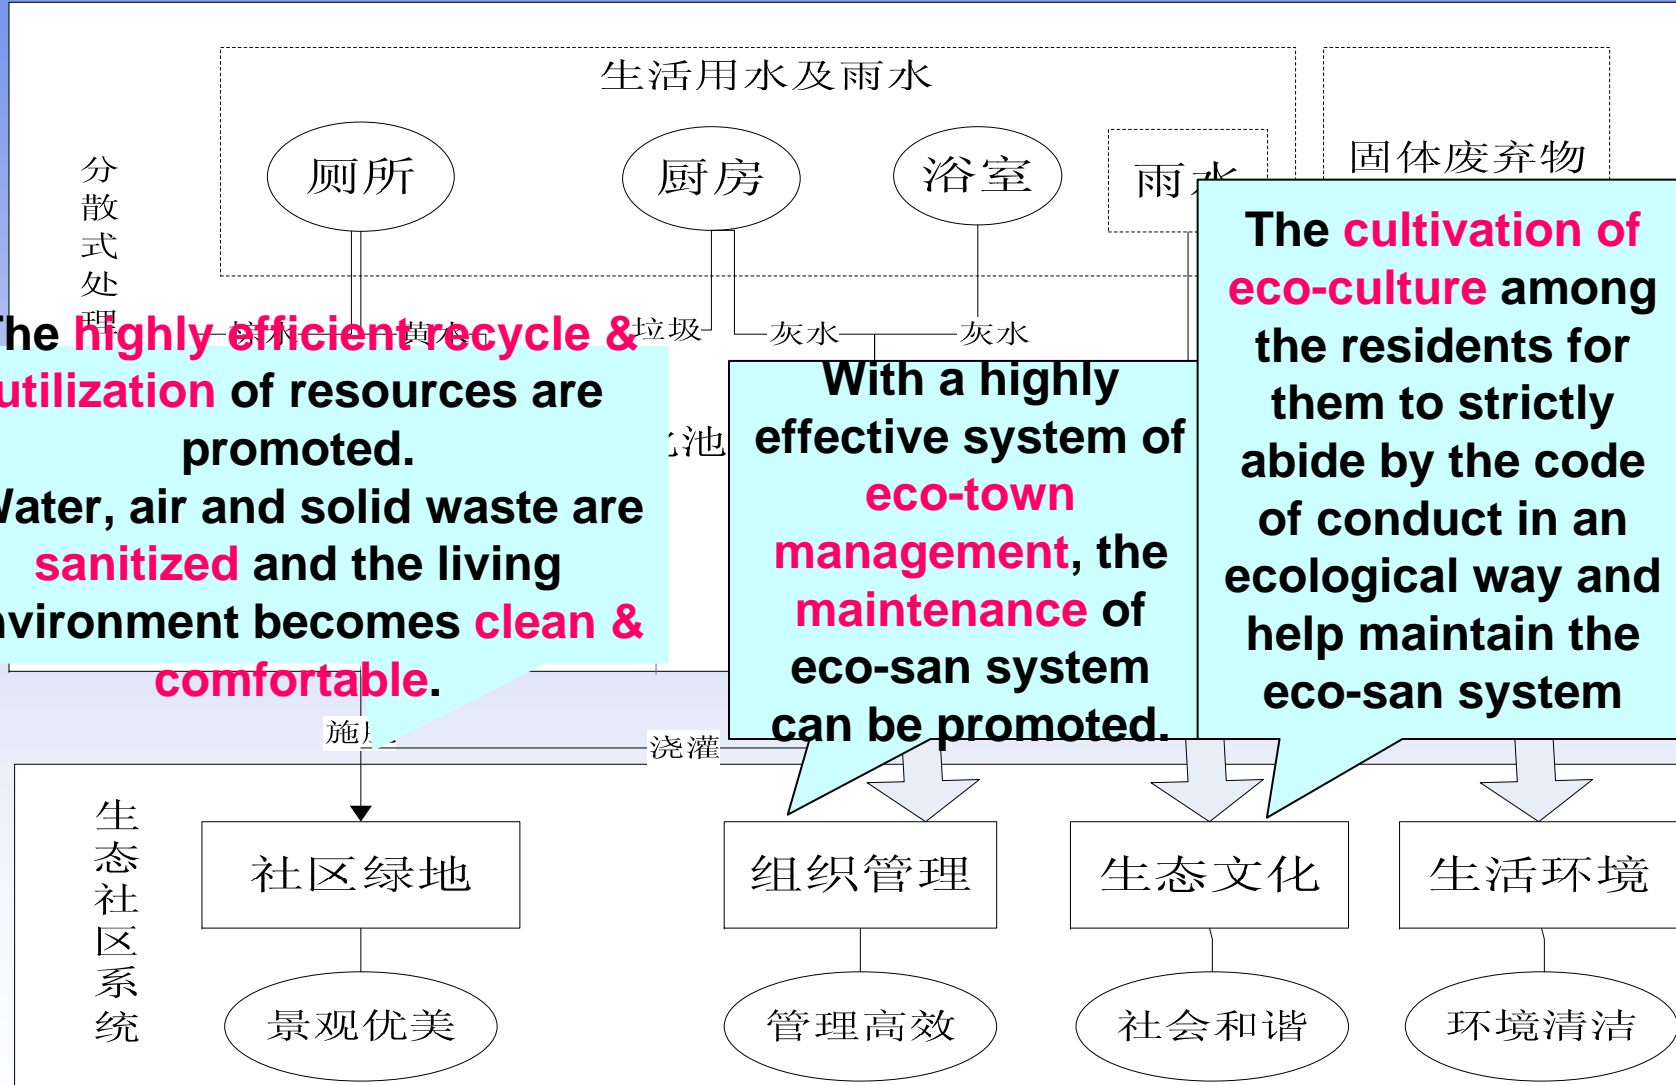 生活用水及雨水
分散式处理
厕所
厨房
浴室
雨水
固体废弃物
黄水
垃圾
灰水
灰水
The highly efficient recycle &
utilization of resources are
promoted.
Water, air and solid waste are
sanitized and the living
environment becomes clean &
comfortable.
化池
With a highly
effective system of
eco-town
management, the
maintenance of
eco-san system
can be promoted.
The cultivation of
eco-culture among
the residents for
them to strictly
abide by the code
of conduct in an
ecological way and
help maintain the
eco-san system
施肥
浇灌
生态社区系统
社区绿地
组织管理
生态文化
生活环境
景观优美
管理高效
社会和谐
环境清洁